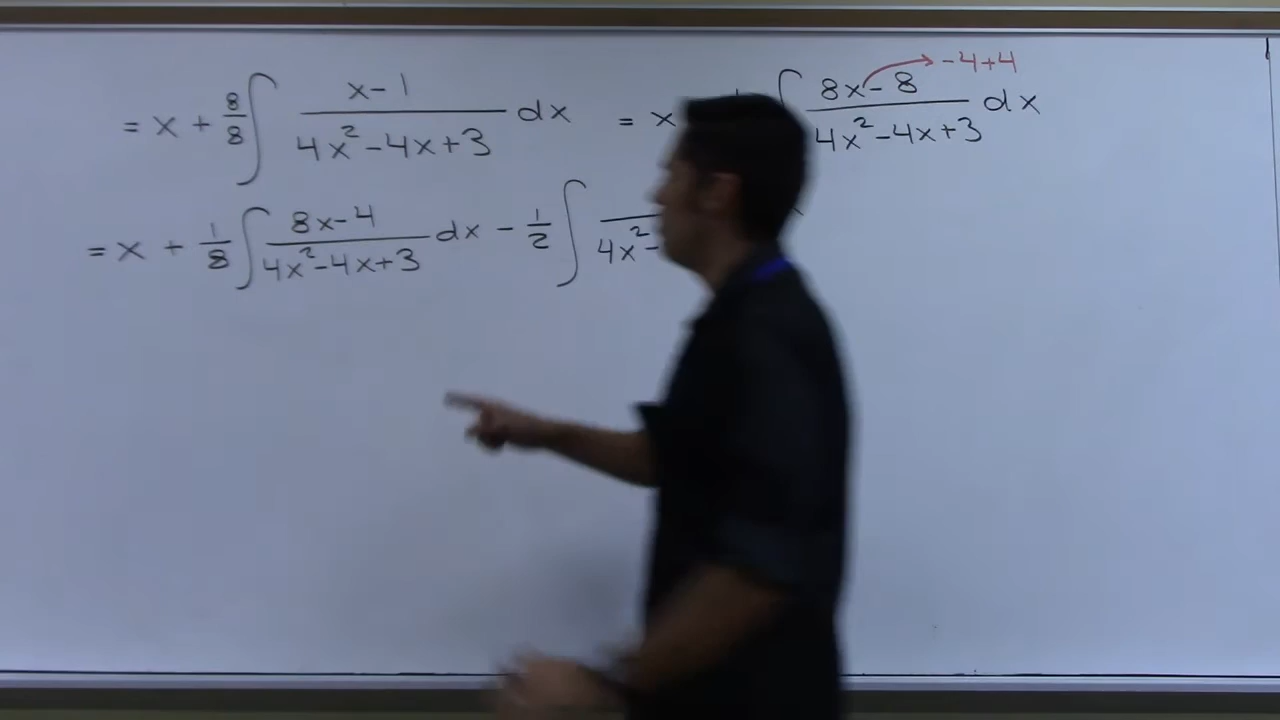 = x + 8/8 ∫ (x-1)/(4x²-4x+3) dx = x ∫ (8x-8)/(4x²-4x+3) dx → -4+4
= x + 1/8 ∫ (8x-4)/(4x²-4x+3) dx - 1/2 ∫ 4x²-